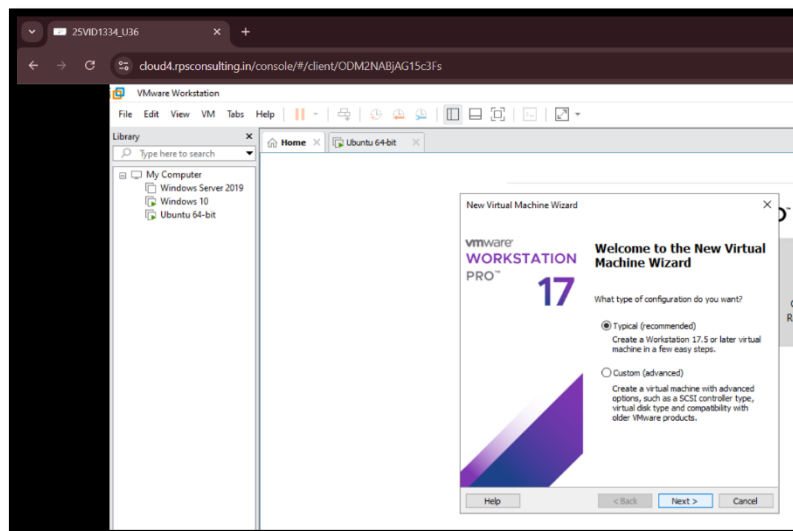 25VID1334_U36
cloud4.rpsconsulting.in/console/#/client/ODM2NABjAG15c3Fs
VMware Workstation
File Edit View VM Tabs Help
Library
Home
Ubuntu 64-bit
Type here to search
My Computer
Windows Server 2019
Windows 10
Ubuntu 64-bit
New Virtual Machine Wizard
vmware
WORKSTATION
PRO™
17
Welcome to the New Virtual
Machine Wizard
What type of configuration do you want?
Typical (recommended)
Create a Workstation 17.5 or later virtual
machine in a few easy steps.
Custom (advanced)
Create a virtual machine with advanced
options, such as a SCSI controller type,
virtual disk type and compatibility with
older VMware products.
Help
< Back
Next >
Cancel